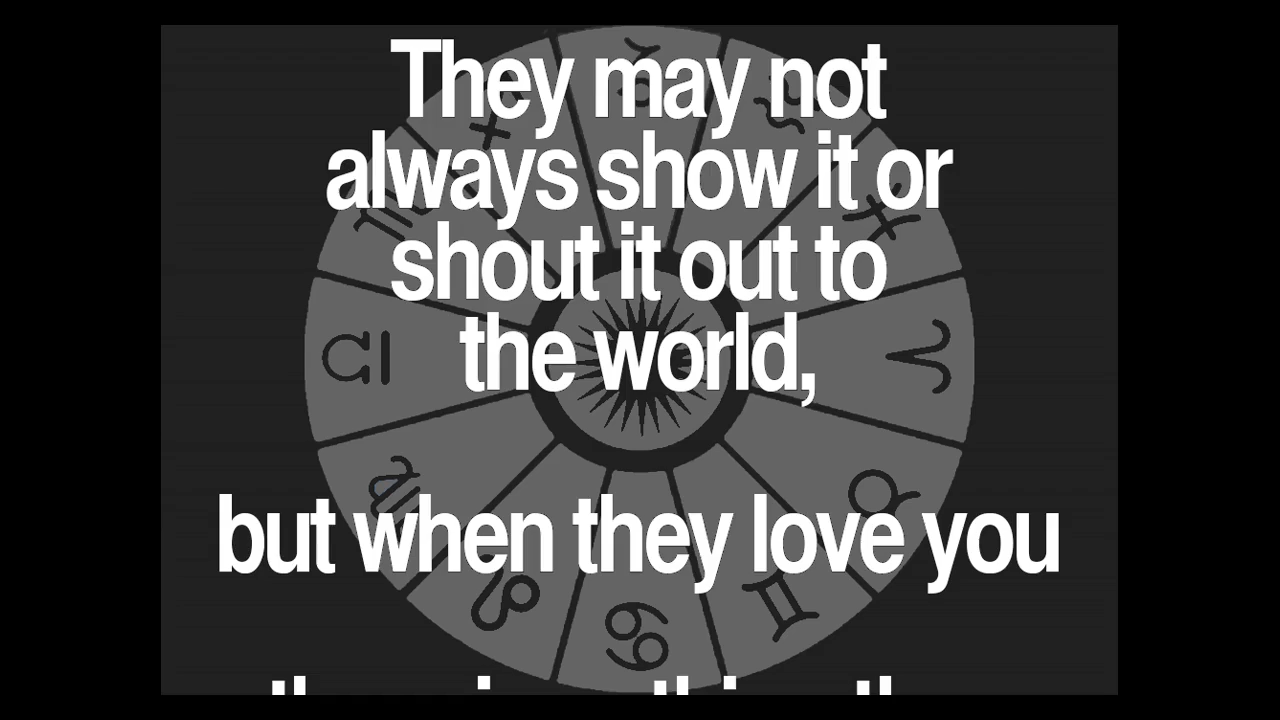 They may not
always show it or
shout it out to
the world,
but when they love you